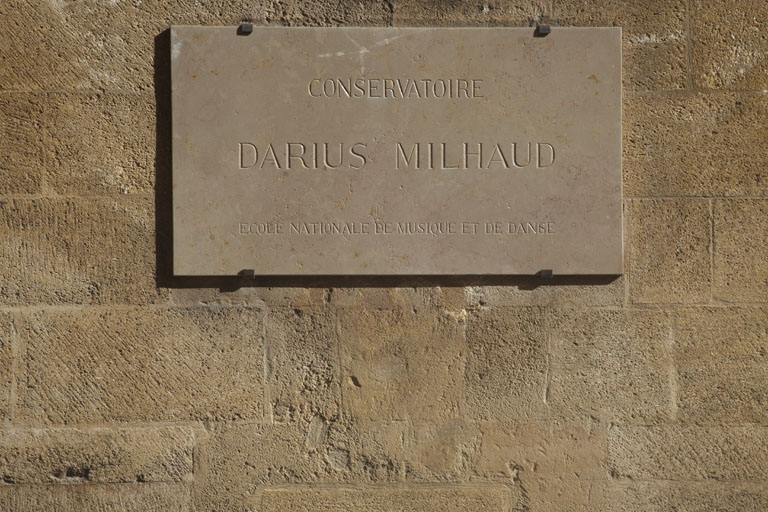 CONSERVATOIRE
DARIUS MILHAUD
ECOLE NATIONALE DE MUSIQUE ET DE DANSE